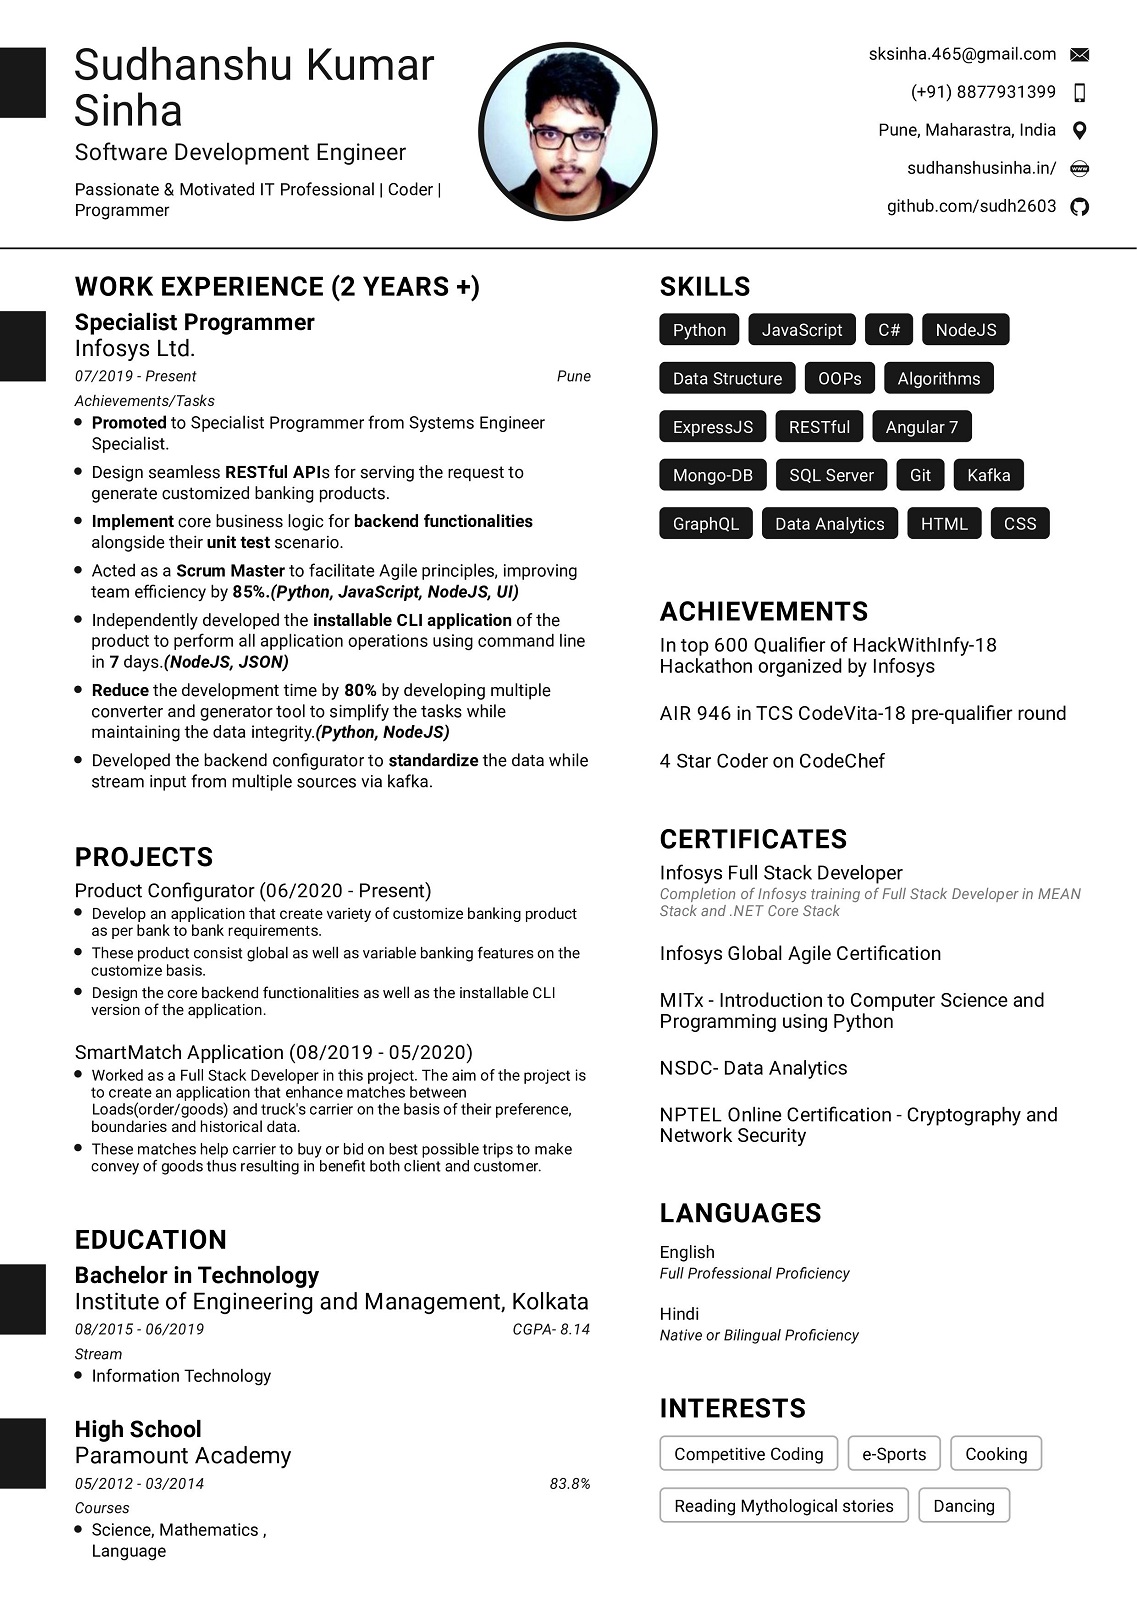 Sudhanshu Kumar
Sinha
Software Development Engineer
Passionate & Motivated IT Professional | Coder |
Programmer
sksinha.465@gmail.com
(+91) 8877931399
Pune, Maharastra, India
sudhanshusinha.in/
github.com/sudh2603
WORK EXPERIENCE (2 YEARS +)
Specialist Programmer
Infosys Ltd.
07/2019 - Present Pune
Achievements/Tasks
• Promoted to Specialist Programmer from Systems Engineer
Specialist.
• Design seamless RESTful APIs for serving the request to
generate customized banking products.
• Implement core business logic for backend functionalities
alongside their unit test scenario.
• Acted as a Scrum Master to facilitate Agile principles, improving
team efficiency by 85%.(Python, JavaScript, NodeJS, UI)
• Independently developed the installable CLI application of the
product to perform all application operations using command line
in 7 days.(NodeJS, JSON)
• Reduce the development time by 80% by developing multiple
converter and generator tool to simplify the tasks while
maintaining the data integrity.(Python, NodeJS)
• Developed the backend configurator to standardize the data while
stream input from multiple sources via kafka.
PROJECTS
Product Configurator (06/2020 - Present)
• Develop an application that create variety of customize banking product
as per bank to bank requirements.
• These product consist global as well as variable banking features on the
customize basis.
• Design the core backend functionalities as well as the installable CLI
version of the application.
SmartMatch Application (08/2019 - 05/2020)
• Worked as a Full Stack Developer in this project. The aim of the project is
to create an application that enhance matches between
Loads(order/goods) and truck's carrier on the basis of their preference,
boundaries and historical data.
• These matches help carrier to buy or bid on best possible trips to make
convey of goods thus resulting in benefit both client and customer.
EDUCATION
Bachelor in Technology
Institute of Engineering and Management, Kolkata
08/2015 - 06/2019 CGPA- 8.14
Stream
• Information Technology
High School
Paramount Academy
05/2012 - 03/2014 83.8%
Courses
• Science, Mathematics ,
Language
SKILLS
Python JavaScript C# NodeJS
Data Structure OOPs Algorithms
ExpressJS RESTful Angular 7
Mongo-DB SQL Server Git Kafka
GraphQL Data Analytics HTML CSS
ACHIEVEMENTS
In top 600 Qualifier of HackWithInfy-18
Hackathon organized by Infosys
AIR 946 in TCS CodeVita-18 pre-qualifier round
4 Star Coder on CodeChef
CERTIFICATES
Infosys Full Stack Developer
Completion of Infosys training of Full Stack Developer in MEAN
Stack and .NET Core Stack
Infosys Global Agile Certification
MITx - Introduction to Computer Science and
Programming using Python
NSDC- Data Analytics
NPTEL Online Certification - Cryptography and
Network Security
LANGUAGES
English
Full Professional Proficiency
Hindi
Native or Bilingual Proficiency
INTERESTS
Competitive Coding e-Sports Cooking
Reading Mythological stories Dancing